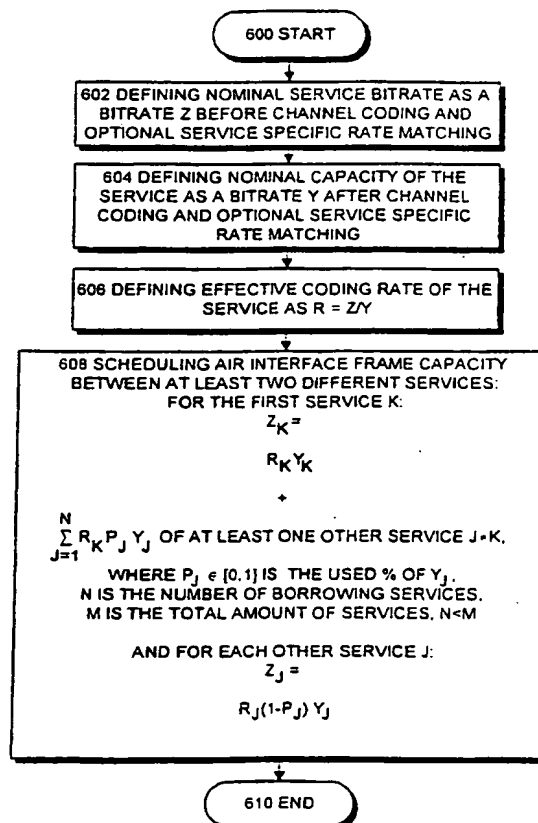 600 START
602 DEFINING NOMINAL SERVICE BITRATE AS A
BITRATE Z BEFORE CHANNEL CODING AND
OPTIONAL SERVICE SPECIFIC RATE MATCHING
604 DEFINING NOMINAL CAPACITY OF THE
SERVICE AS A BITRATE Y AFTER CHANNEL
CODING AND OPTIONAL SERVICE SPECIFIC
RATE MATCHING
606 DEFINING EFFECTIVE CODING RATE OF THE
SERVICE AS R = Z/Y
608 SCHEDULING AIR INTERFACE FRAME CAPACITY
BETWEEN AT LEAST TWO DIFFERENT SERVICES:
FOR THE FIRST SERVICE K:
Z_K =
R_K Y_K
+
N
∑ R_K P_J Y_J OF AT LEAST ONE OTHER SERVICE J≠K,
J=1
WHERE P_J ∈ [0,1] IS THE USED % OF Y_J,
N IS THE NUMBER OF BORROWING SERVICES,
M IS THE TOTAL AMOUNT OF SERVICES, N<M
AND FOR EACH OTHER SERVICE J:
Z_J =
R_J(1-P_J) Y_J
610 END